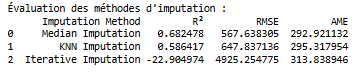 Évaluation des méthodes d'imputation :
Imputation Method R² RMSE AME
0 Median Imputation 0.682478 567.638305 292.921132
1 KNN Imputation 0.586417 647.837136 295.317954
2 Iterative Imputation -22.904974 4925.254775 313.838946